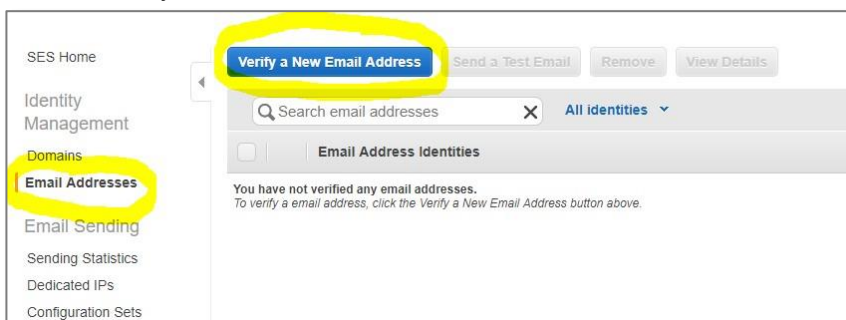 SES Home
Identity
Management
Domains
Email Addresses
Email Sending
Sending Statistics
Dedicated IPs
Configuration Sets
Verify a New Email Address Send a Test Email Remove View Details
Search email addresses All identities
Email Address Identities
You have not verified any email addresses.
To verify a email address, click the Verify a New Email Address button above.